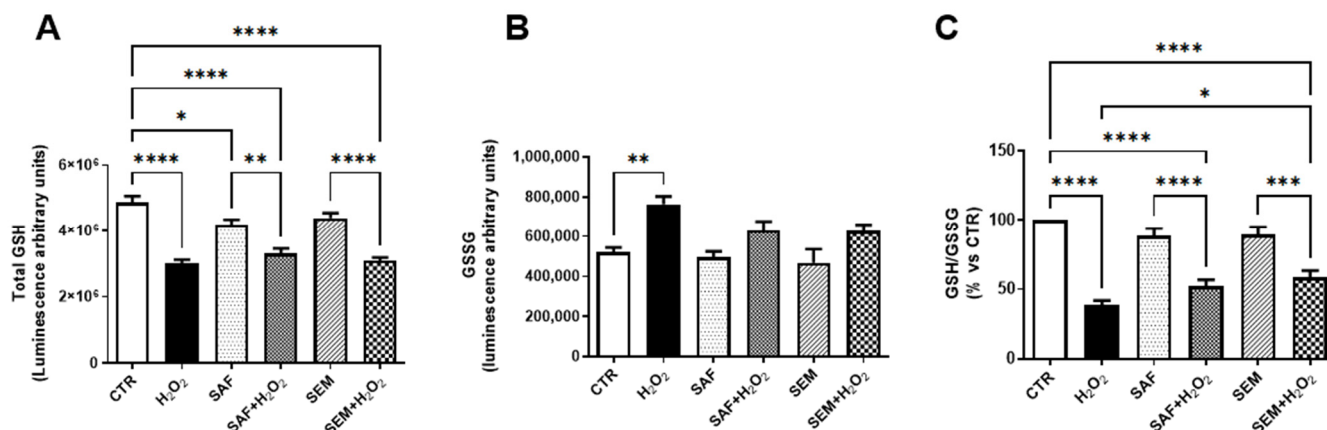 A
****
****
*
****
**
****
Total GSH
(Luminescence arbitrary units)
6×10⁶
4×10⁶
2×10⁶
0
CTR
H₂O₂
SAF
SAF+H₂O₂
SEM
SEM+H₂O₂
B
**
GSSG
(luminescence arbitrary units)
1,000,000
800,000
600,000
400,000
200,000
0
CTR
H₂O₂
SAF
SAF+H₂O₂
SEM
SEM+H₂O₂
C
****
*
****
****
****
***
GSH/GSSSG
(% vs CTR)
150
100
50
0
CTR
H₂O₂
SAF
SAF+H₂O₂
SEM
SEM+H₂O₂